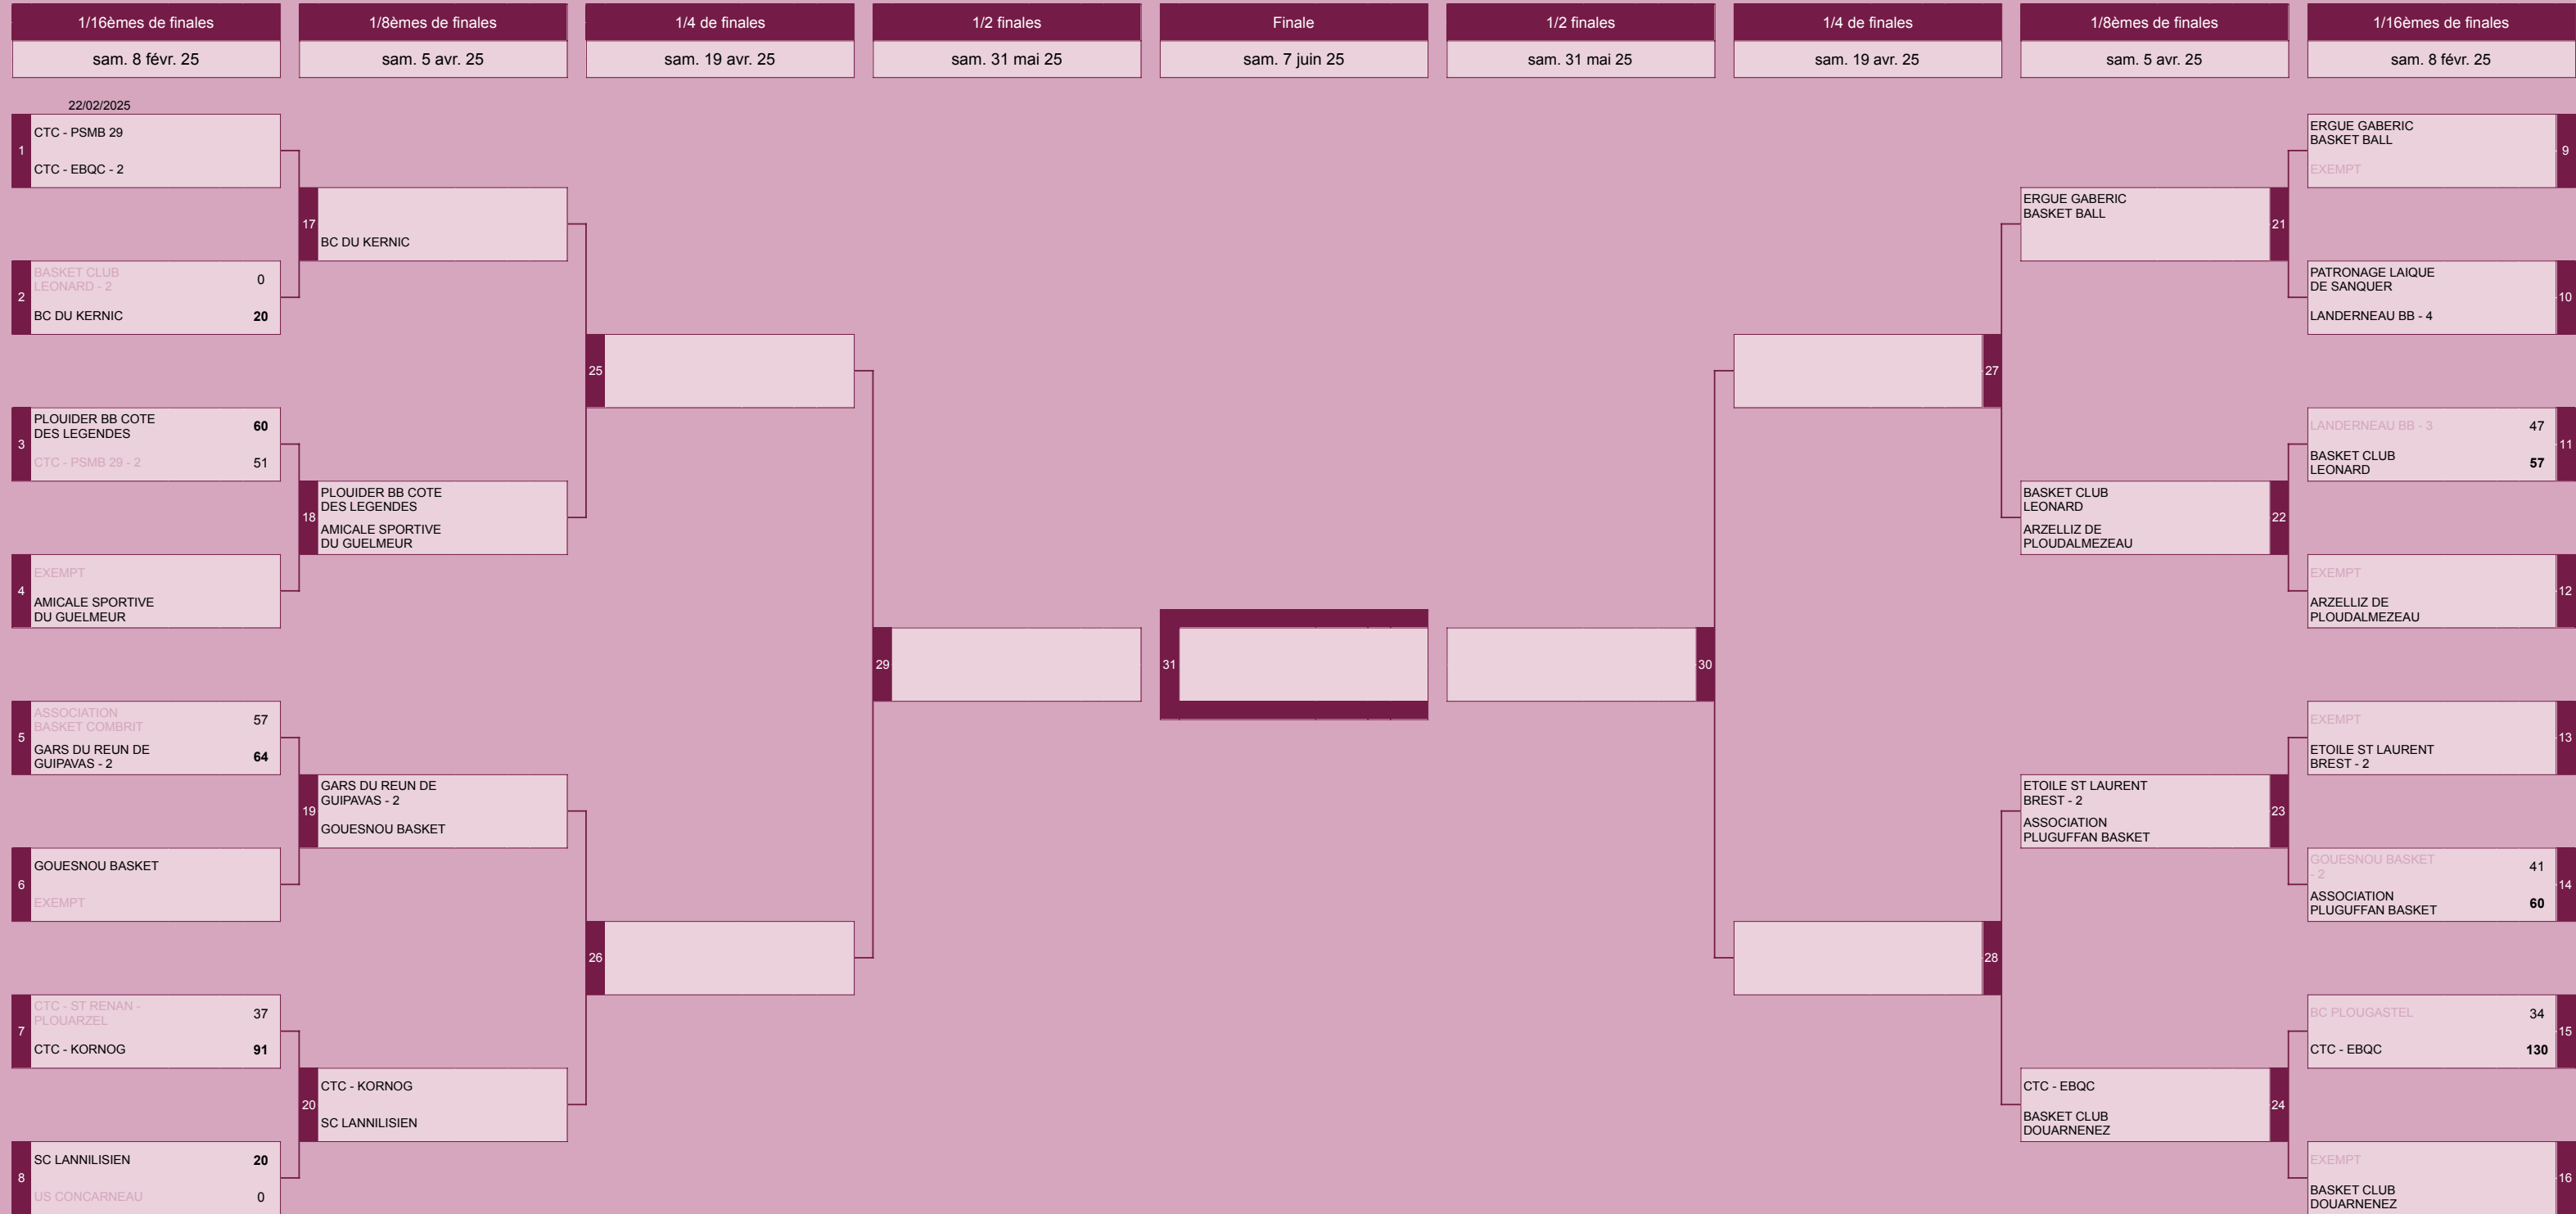 1/16èmes de finales
1/8èmes de finales
1/4 de finales
1/2 finales
Finale
1/2 finales
1/4 de finales
1/8èmes de finales
1/16èmes de finales
sam. 8 févr. 25
sam. 5 avr. 25
sam. 19 avr. 25
sam. 31 mai 25
sam. 7 juin 25
sam. 31 mai 25
sam. 19 avr. 25
sam. 5 avr. 25
sam. 8 févr. 25
22/02/2025
1
CTC - PSMB 29
CTC - EBQC - 2
2
BASKET CLUB
LEONARD - 2
0
BC DU KERNIC
20
3
PLOUIDER BB COTE
DES LEGENDES
60
CTC - PSMB 29 - 2
51
4
EXEMPT
AMICALE SPORTIVE
DU GUELMEUR
5
ASSOCIATION
BASKET COMBRIT
57
GARS DU REUN DE
GUIPAVAS - 2
64
6
GOUESNOU BASKET
EXEMPT
7
CTC - ST RENAN -
PLOUARZEL
37
CTC - KORNOG
91
8
SC LANNILISIEN
20
US CONCARNEAU
0
17
BC DU KERNIC
18
PLOUIDER BB COTE
DES LEGENDES
AMICALE SPORTIVE
DU GUELMEUR
19
GARS DU REUN DE
GUIPAVAS - 2
GOUESNOU BASKET
20
CTC - KORNOG
SC LANNILISIEN
25
26
29
31
30
27
28
ERGUE GABERIC
BASKET BALL
21
BASKET CLUB
LEONARD
ARZELLIZ DE
PLOUDALMEZEAU
22
ETOILE ST LAURENT
BREST - 2
ASSOCIATION
PLUGUFFAN BASKET
23
CTC - EBQC
BASKET CLUB
DOUARNENEZ
24
ERGUE GABERIC
BASKET BALL
EXEMPT
9
PATRONAGE LAIQUE
DE SANQUER
LANDERNEAU BB - 4
10
LANDERNEAU BB - 3
47
BASKET CLUB
LEONARD
57
11
EXEMPT
ARZELLIZ DE
PLOUDALMEZEAU
12
EXEMPT
ETOILE ST LAURENT
BREST - 2
13
GOUESNOU BASKET
- 2
41
ASSOCIATION
PLUGUFFAN BASKET
60
14
BC PLOUGASTEL
34
CTC - EBQC
130
15
EXEMPT
BASKET CLUB
DOUARNENEZ
16